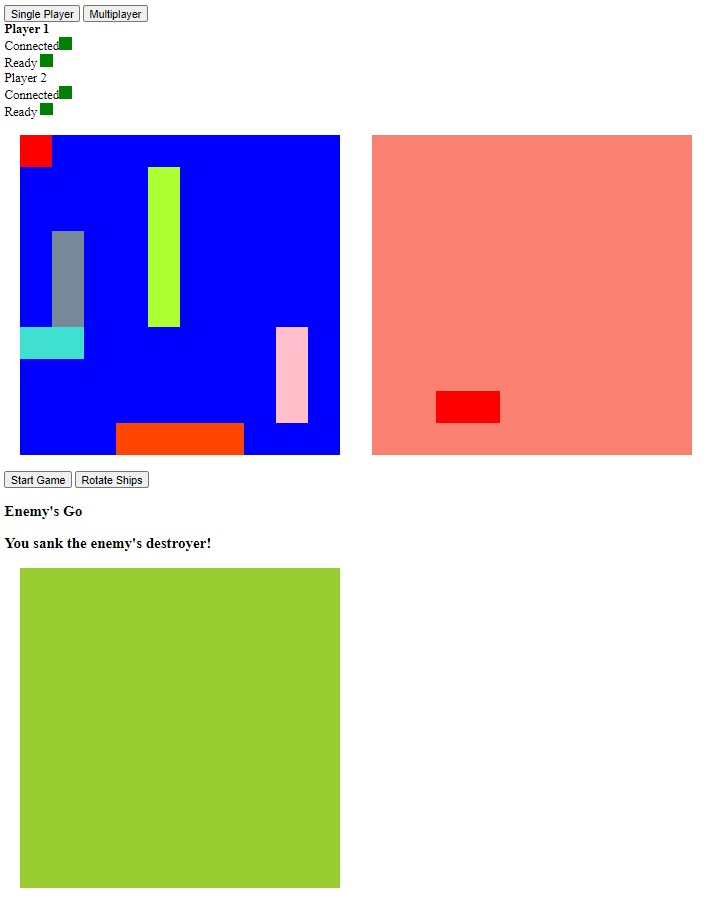 Single Player Multiplayer
Player 1
Connected
Ready
Player 2
Connected
Ready
Start Game Rotate Ships
Enemy's Go
You sank the enemy's destroyer!